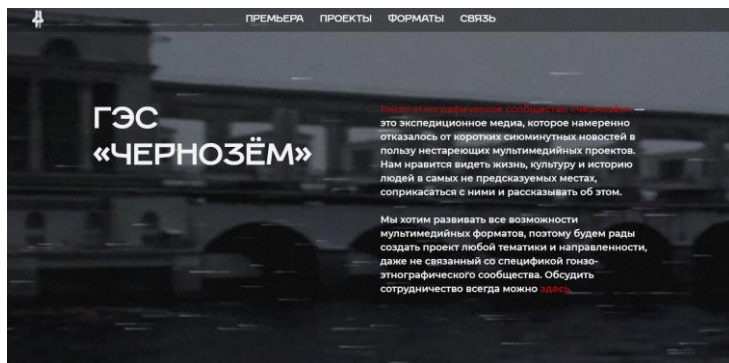 ПРЕМЬЕРА ПРОЕКТЫ ФОРМАТЫ СВЯЗЬ
ГЭС
«ЧЕРНОЗЁМ»
Гонзо-этнографическое сообщество «Чернозём» —
это экспедиционное медиа, которое намеренно
отказалось от коротких сиюминутных новостей в
пользу нестареющих мультимедийных проектов.
Нам нравится видеть жизнь, культуру и историю
людей в самых не предсказуемых местах,
соприкасаться с ними и рассказывать об этом.
Мы хотим развивать все возможности
мультимедийных форматов, поэтому будем рады
создать проект любой тематики и направленности,
даже не связанный со спецификой гонзо-
этнографического сообщества. Обсудить
сотрудничество всегда можно здесь.